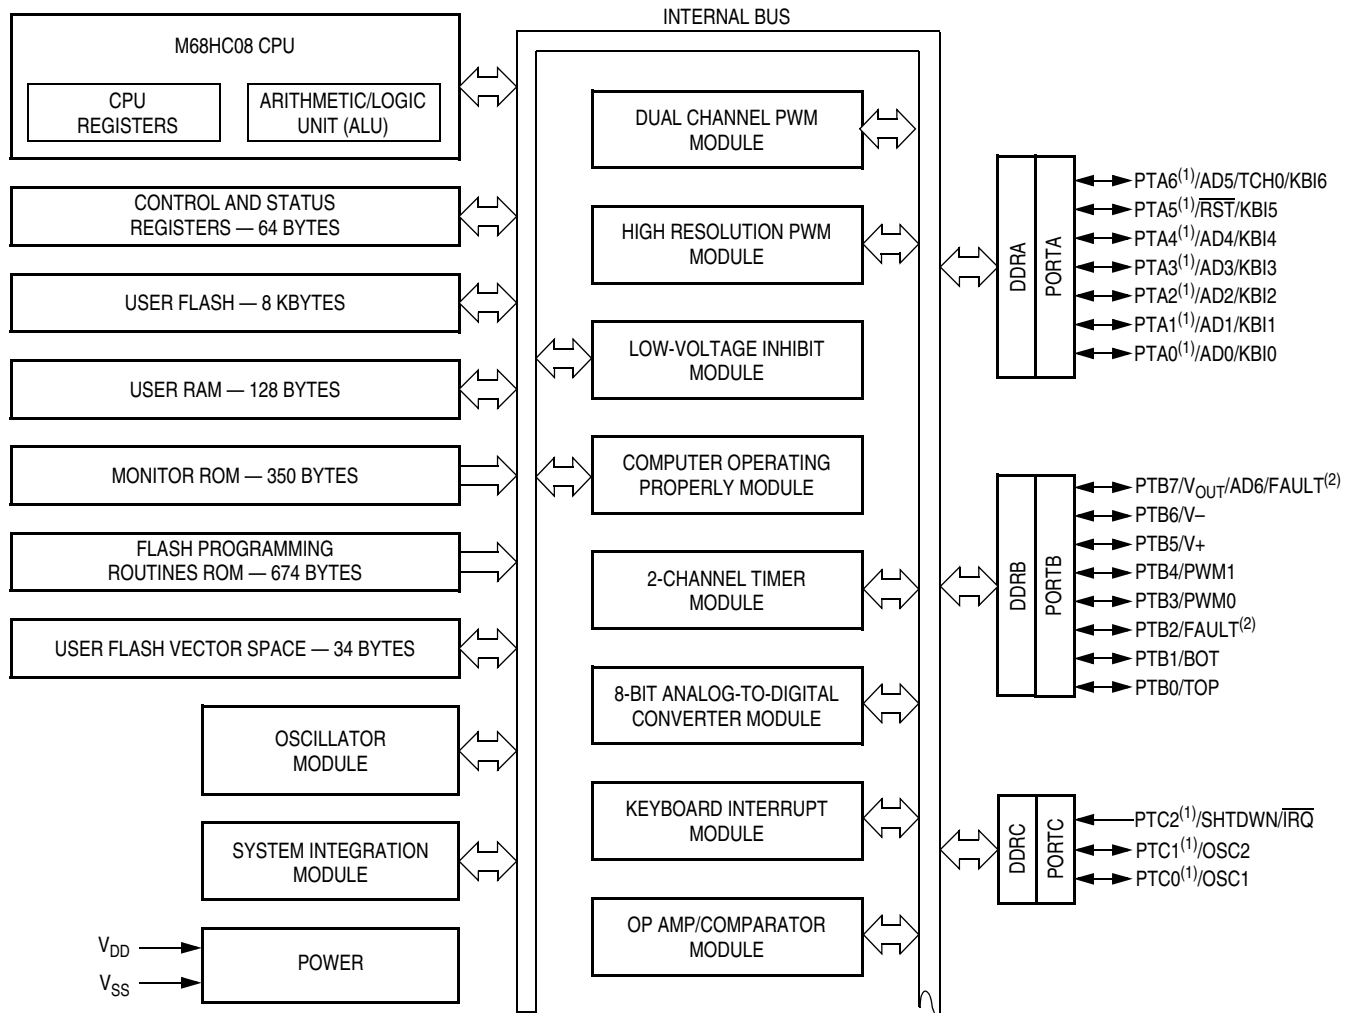 INTERNAL BUS
M68HC08 CPU
CPU
REGISTERS
ARITHMETIC/LOGIC
UNIT (ALU)
CONTROL AND STATUS
REGISTERS — 64 BYTES
USER FLASH — 8 KBYTES
USER RAM — 128 BYTES
MONITOR ROM — 350 BYTES
FLASH PROGRAMMING
ROUTINES ROM — 674 BYTES
USER FLASH VECTOR SPACE — 34 BYTES
OSCILLATOR
MODULE
SYSTEM INTEGRATION
MODULE
V_DD
V_SS
POWER
DUAL CHANNEL PWM
MODULE
HIGH RESOLUTION PWM
MODULE
LOW-VOLTAGE INHIBIT
MODULE
COMPUTER OPERATING
PROPERLY MODULE
2-CHANNEL TIMER
MODULE
8-BIT ANALOG-TO-DIGITAL
CONVERTER MODULE
KEYBOARD INTERRUPT
MODULE
OP AMP/COMPARATOR
MODULE
DDRA
PORTA
PTA6(1)/AD5/TCH0/KBI6
PTA5(1)/R̅S̅T̅/KBI5
PTA4(1)/AD4/KBI4
PTA3(1)/AD3/KBI3
PTA2(1)/AD2/KBI2
PTA1(1)/AD1/KBI1
PTA0(1)/AD0/KBI0
DDRB
PORTB
PTB7/V_OUT/AD6/FAULT(2)
PTB6/V–
PTB5/V+
PTB4/PWM1
PTB3/PWM0
PTB2/FAULT(2)
PTB1/BOT
PTB0/TOP
DDRC
PORTC
PTC2(1)/SHTDWN/I̅R̅Q̅
PTC1(1)/OSC2
PTC0(1)/OSC1